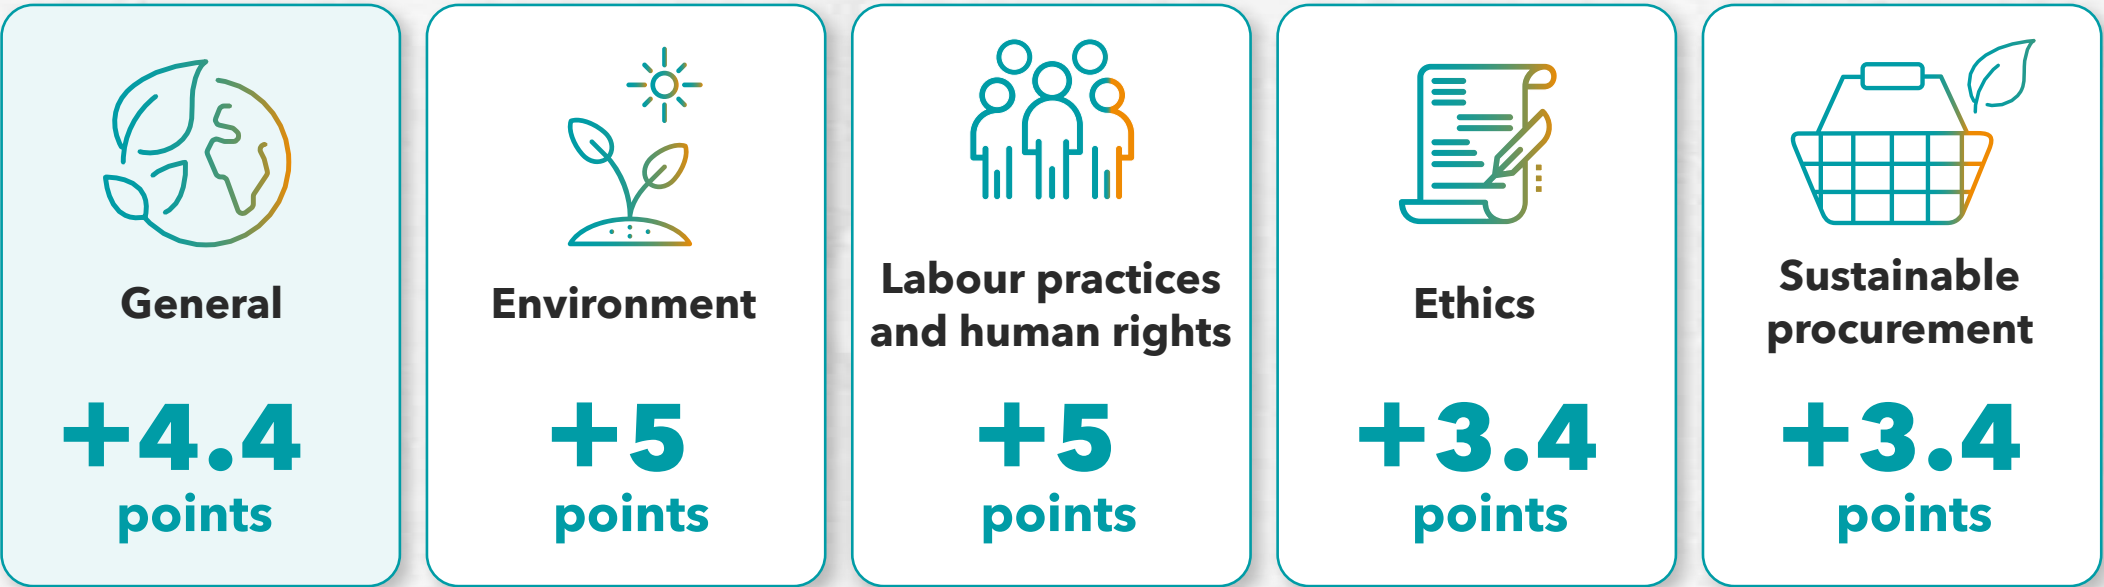 General
+4.4
points
Environment
+5
points
Labour practices
and human rights
+5
points
Ethics
+3.4
points
Sustainable
procurement
+3.4
points